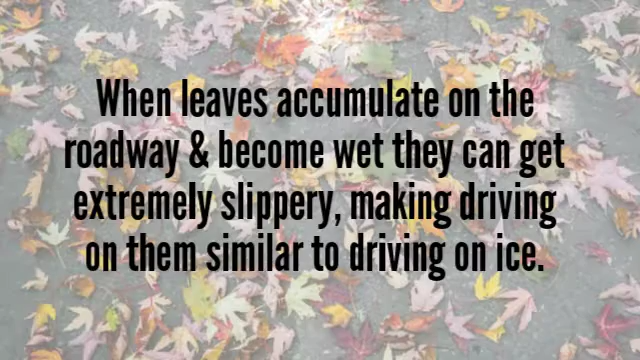 When leaves accumulate on the
roadway & become wet they can get
extremely slippery, making driving
on them similar to driving on ice.